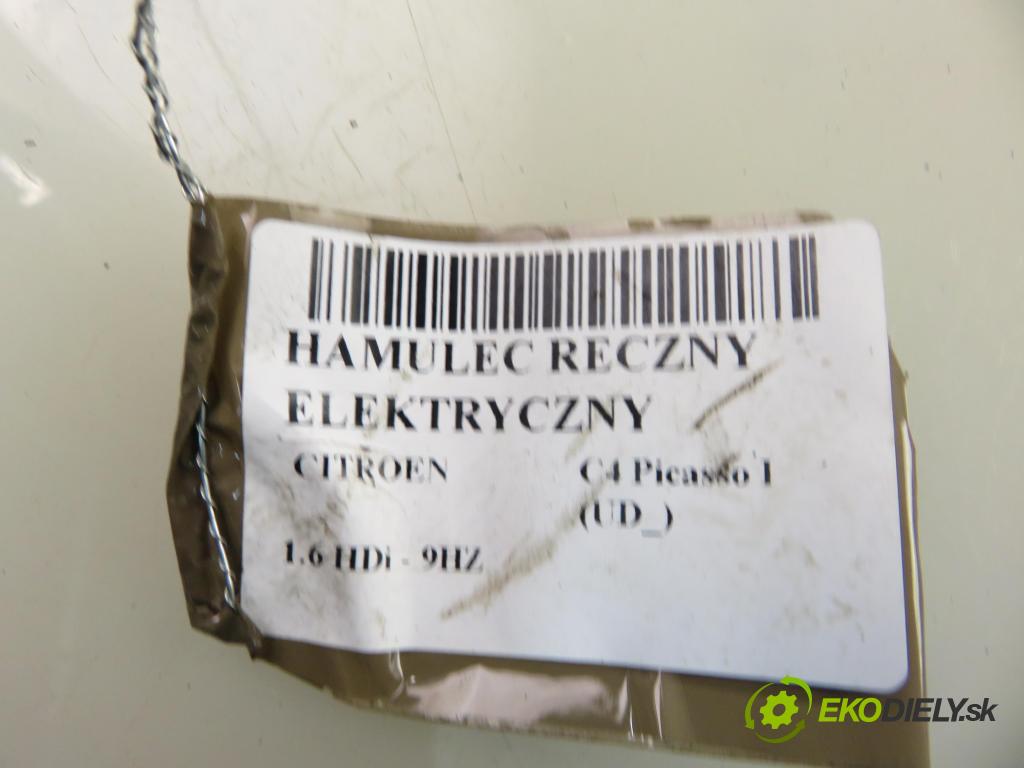 HAMULEC RECZNY
ELEKTRYCZNY
CITROEN C4 Picasso I
(UD_)
1.6 HDi - 9HZ
EKODIELY.sk